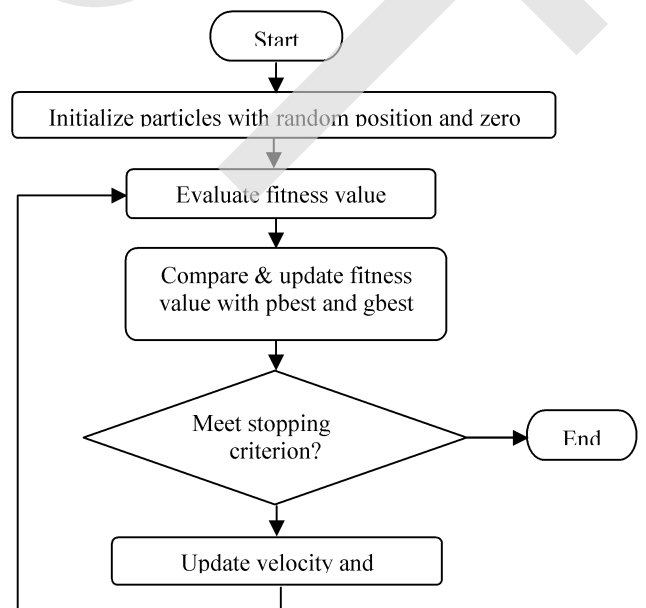 Start
Initialize particles with random position and zero
Evaluate fitness value
Compare & update fitness
value with pbest and gbest
Meet stopping
criterion?
End
Update velocity and